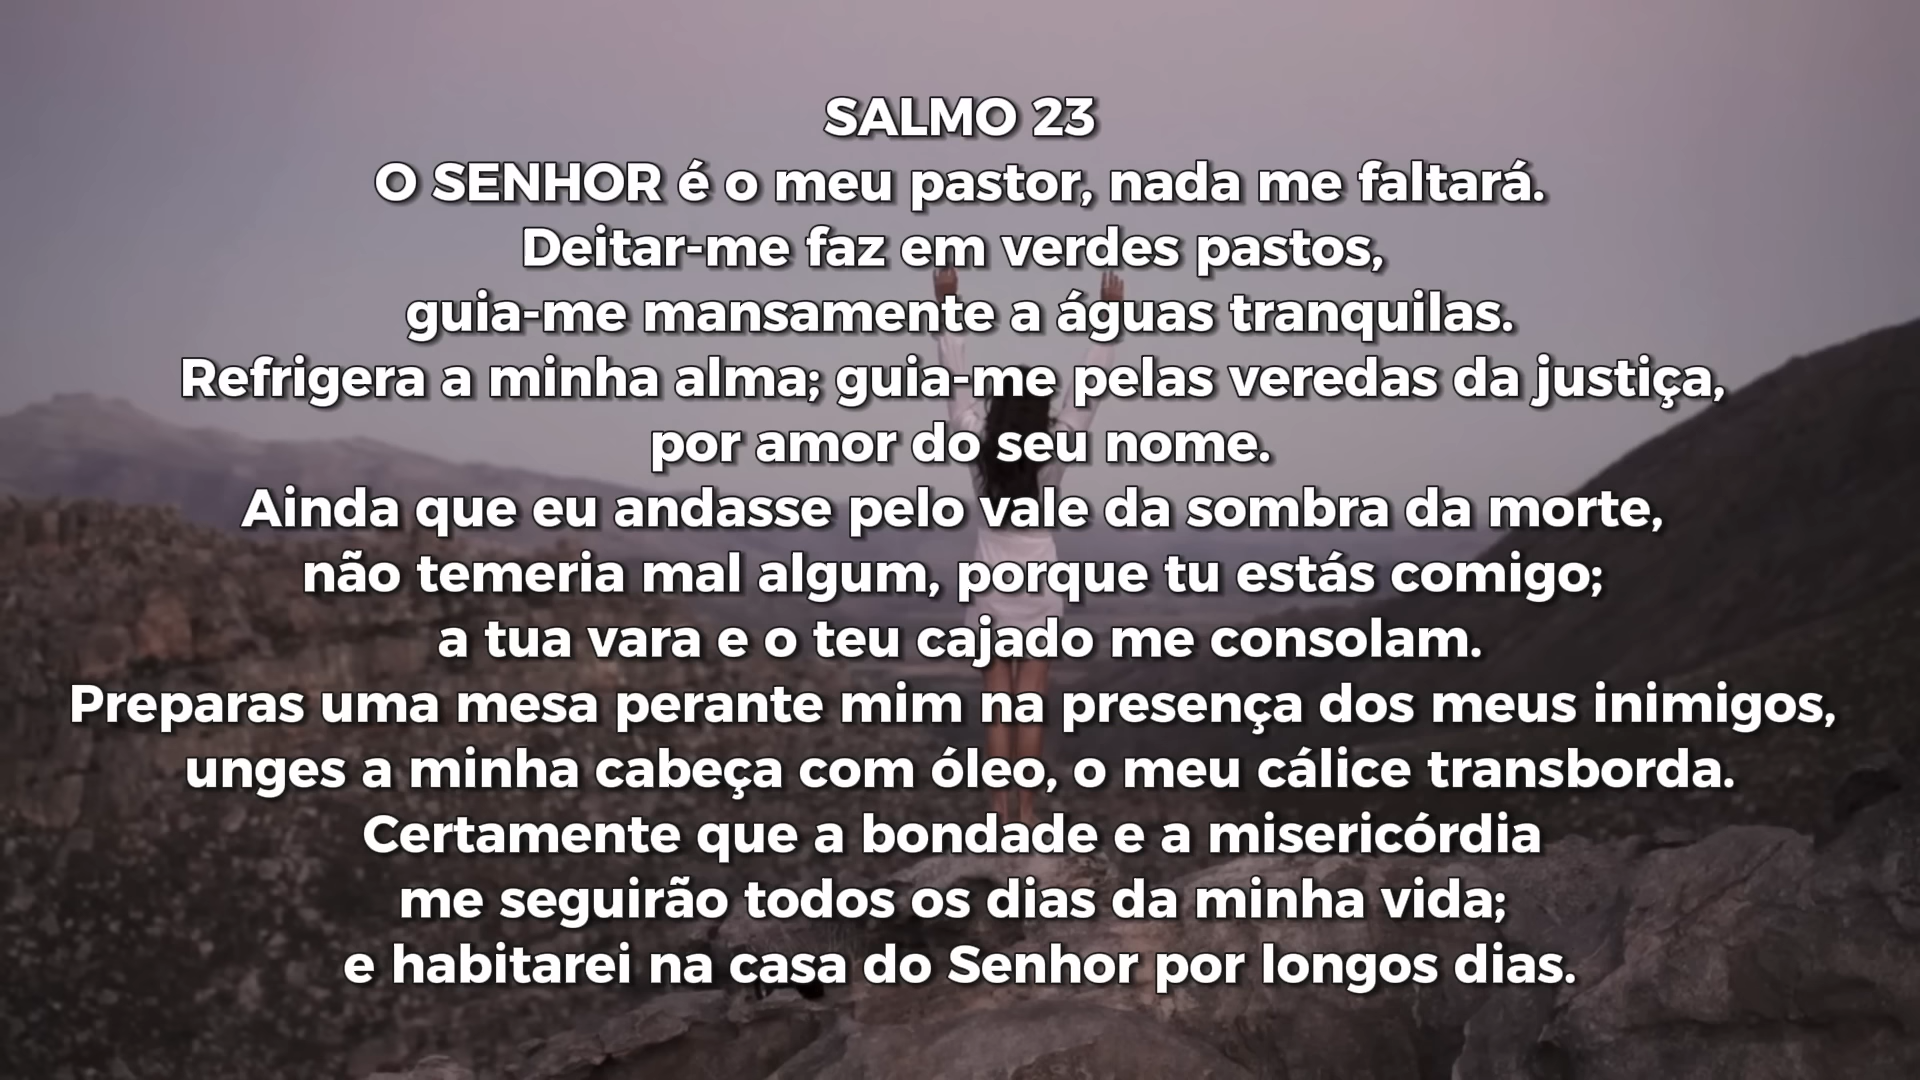 SALMO 23
O SENHOR é o meu pastor, nada me faltará.
Deitar-me faz em verdes pastos,
guia-me mansamente a águas tranquilas.
Refrigera a minha alma; guia-me pelas veredas da justiça,
por amor do seu nome.
Ainda que eu andasse pelo vale da sombra da morte,
não temeria mal algum, porque tu estás comigo;
a tua vara e o teu cajado me consolam.
Preparas uma mesa perante mim na presença dos meus inimigos,
unges a minha cabeça com óleo, o meu cálice transborda.
Certamente que a bondade e a misericórdia
me seguirão todos os dias da minha vida;
e habitarei na casa do Senhor por longos dias.